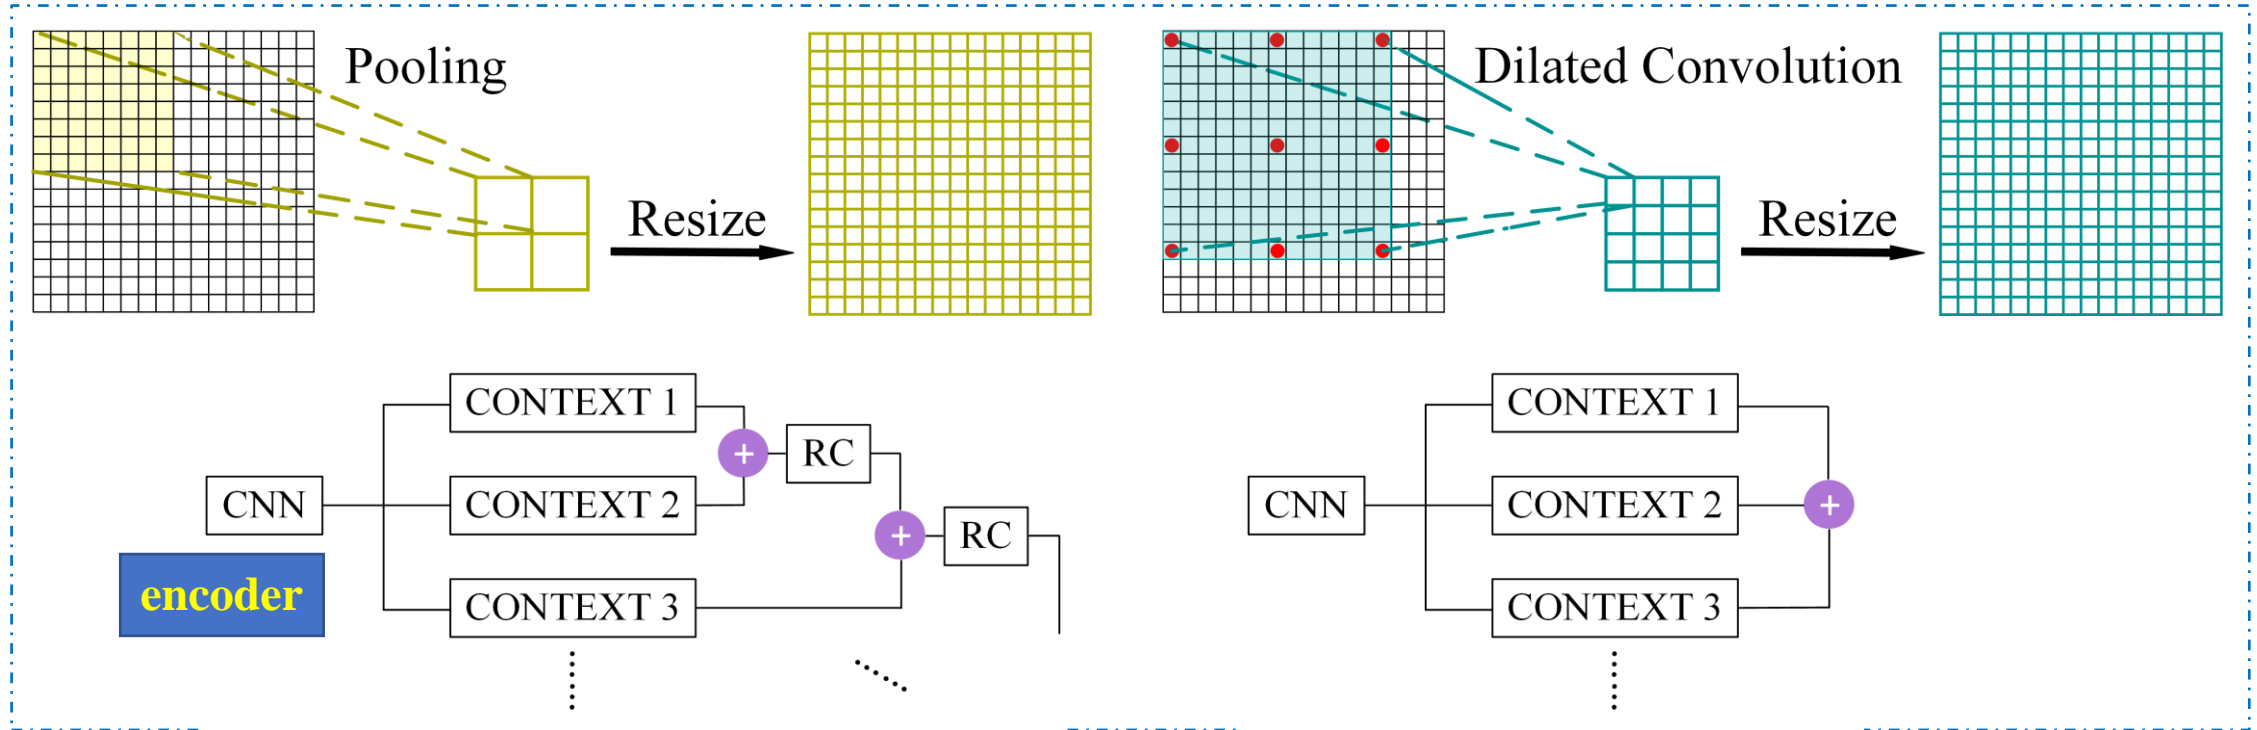 Pooling
Resize
Dilated Convolution
Resize
CONTEXT 1
+
RC
CNN
CONTEXT 2
+
RC
encoder
CONTEXT 3
CONTEXT 1
CNN
CONTEXT 2
+
CONTEXT 3